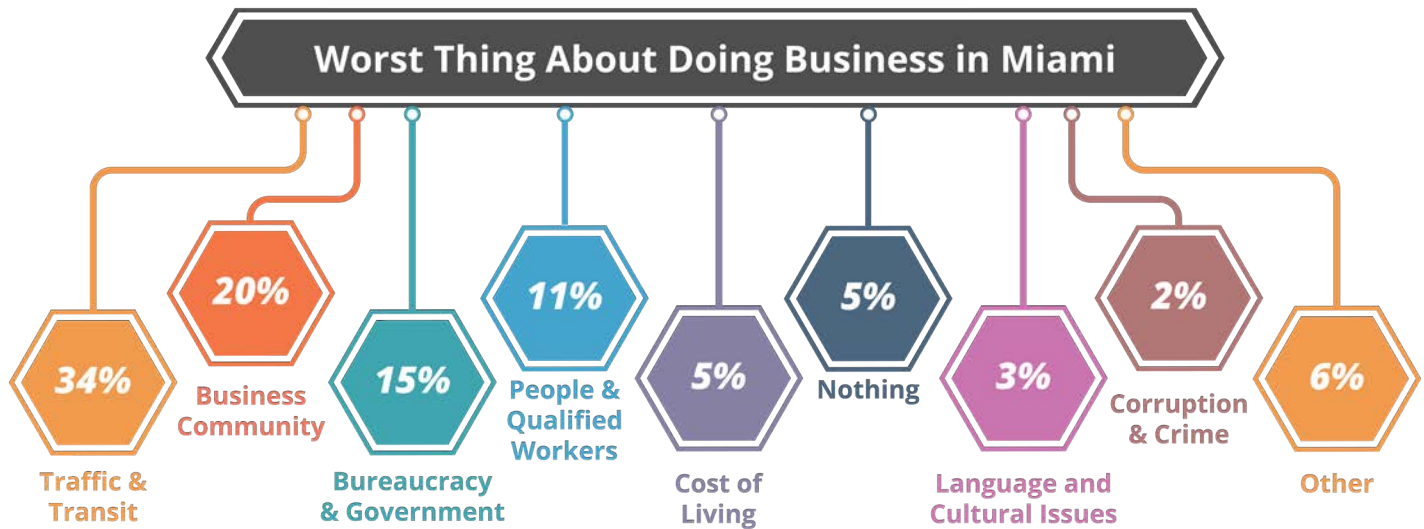 Worst Thing About Doing Business in Miami
34%
Traffic &
Transit
20%
Business
Community
15%
Bureaucracy
& Government
11%
People &
Qualified
Workers
5%
Cost of
Living
5%
Nothing
3%
Language and
Cultural Issues
2%
Corruption
& Crime
6%
Other